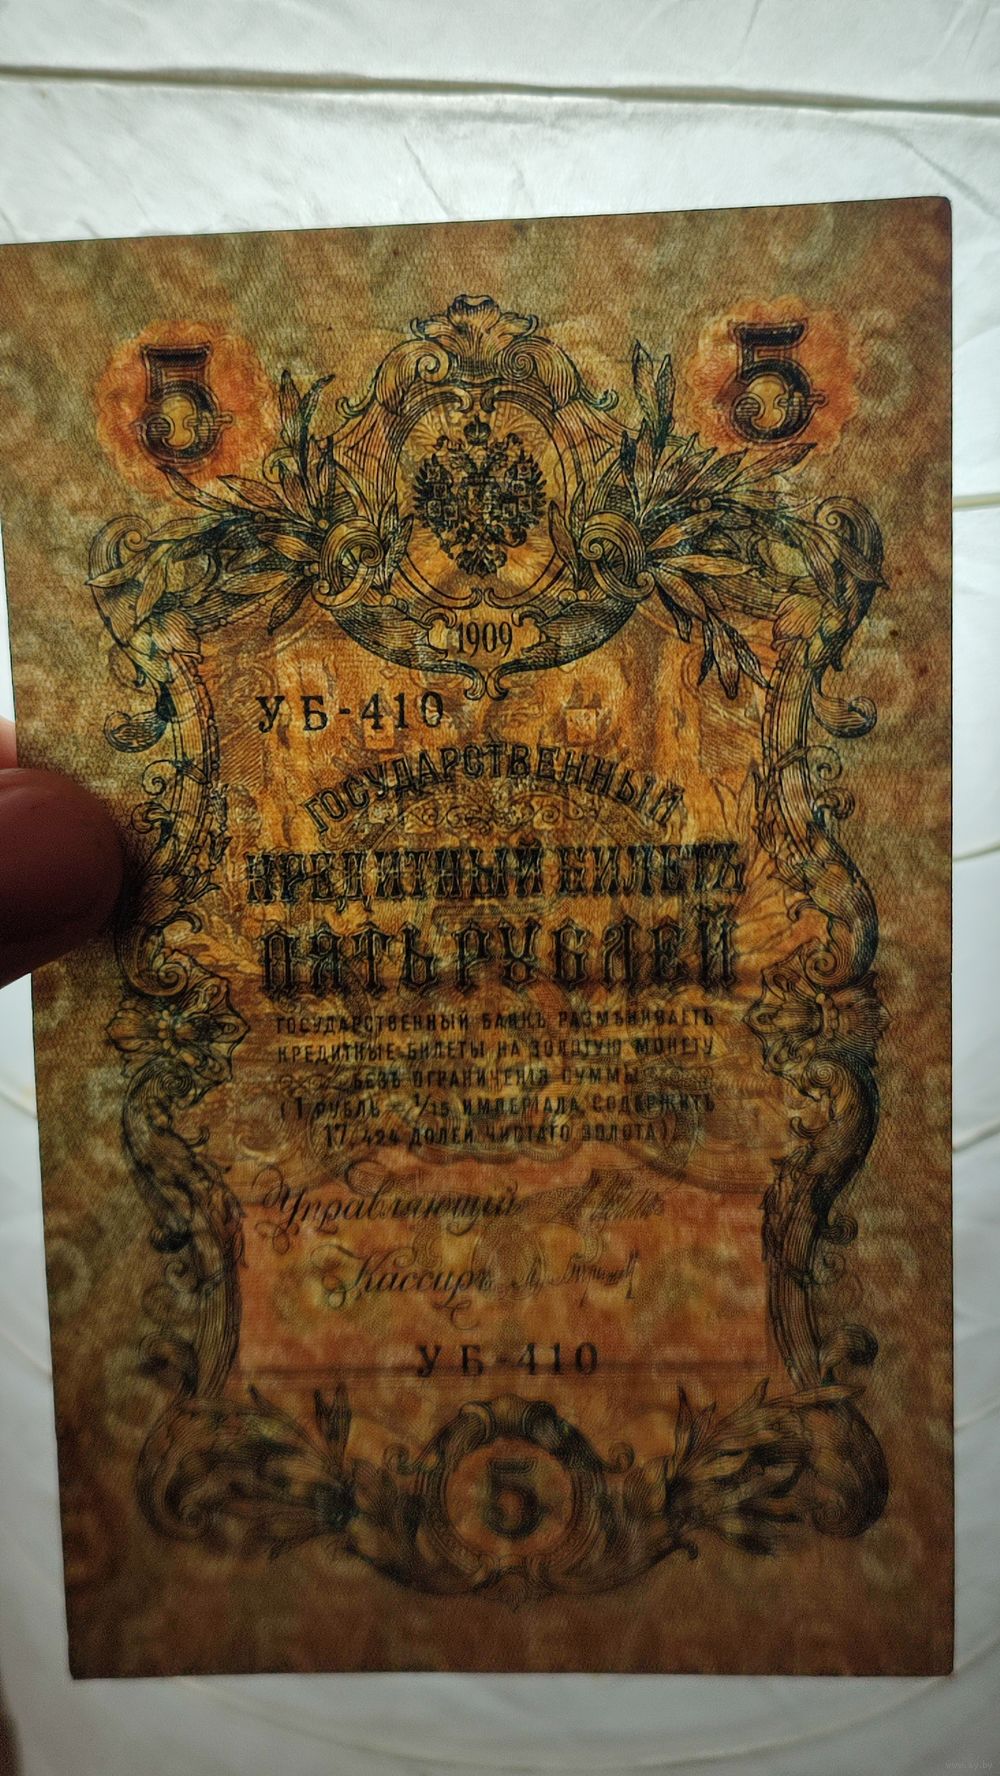 5 5
1909
УБ-410
ГОСУДАРСТВЕННЫЙ
КРЕДИТНЫЙ БИЛЕТЪ
ПЯТЬ РУБЛЕЙ
ГОСУДАРСТВЕННЫЙ БАНКЪ РАЗМѢНИВАЕТЪ
КРЕДИТНЫЕ БИЛЕТЫ НА ЗОЛОТУЮ МОНЕТУ
БЕЗЪ ОГРАНИЧЕНІЯ СУММЫ
(1 РУБЛЬ = 1/15 ИМПЕРІАЛА, СОДЕРЖИТЪ
17,424 ДОЛЕЙ ЧИСТАГО ЗОЛОТА).
Управляющій
Кассиръ
УБ-410
5